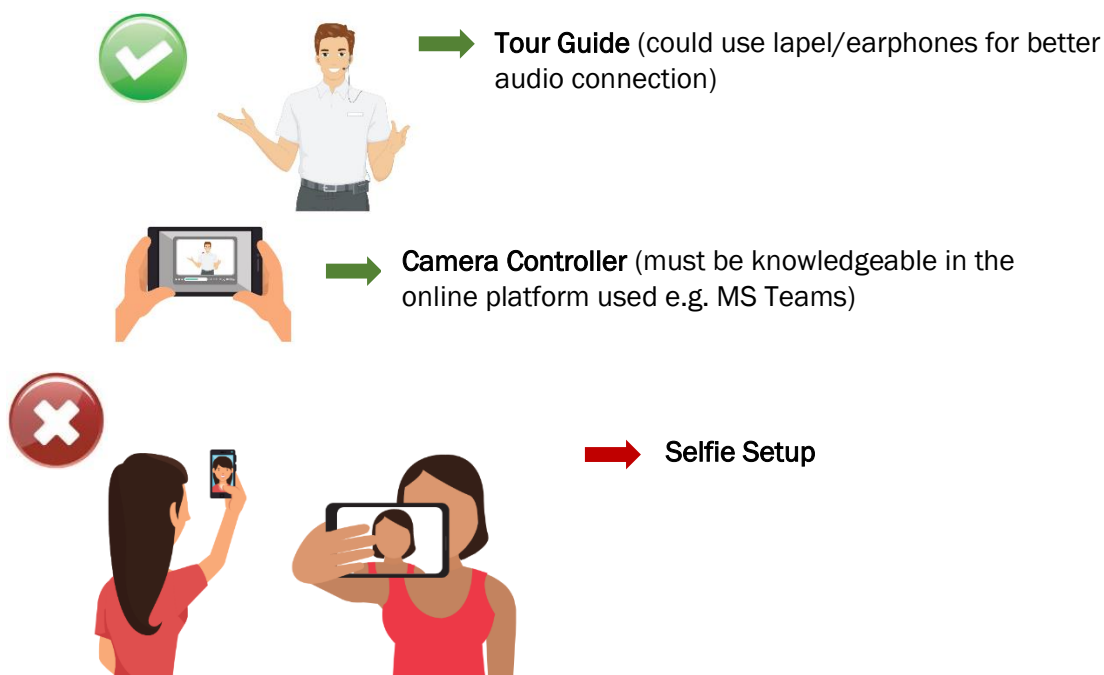 Tour Guide (could use lapel/earphones for better
audio connection)
Camera Controller (must be knowledgeable in the
online platform used e.g. MS Teams)
Selfie Setup